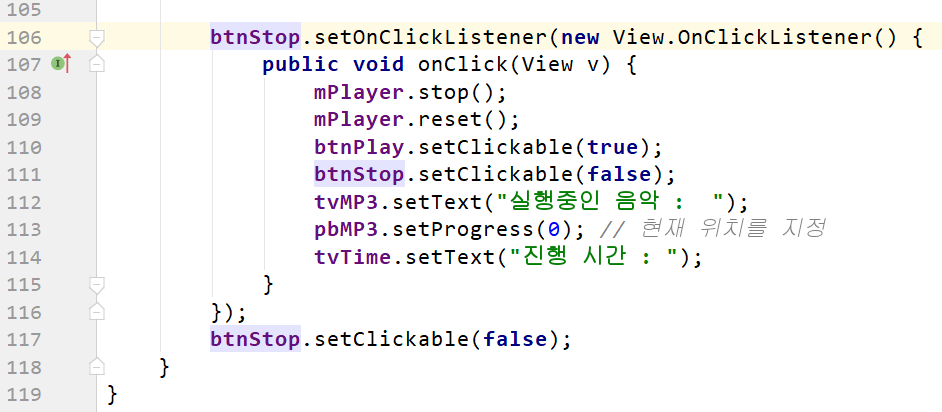 105
106 btnStop.setOnClickListener(new View.OnClickListener() {
107 I public void onClick(View v) {
108 mPlayer.stop();
109 mPlayer.reset();
110 btnPlay.setClickable(true);
111 btnStop.setClickable(false);
112 tvMP3.setText("실행중인 음악 :  ");
113 pbMP3.setProgress(0); // 현재 위치를 지정
114 tvTime.setText("진행 시간 : ");
115 }
116 });
117 btnStop.setClickable(false);
118 }
119 }